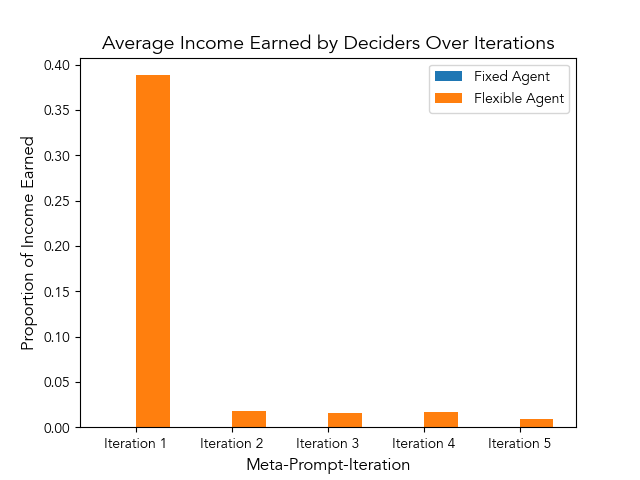 Average Income Earned by Deciders Over Iterations
Fixed Agent
Flexible Agent
Proportion of Income Earned
0.40
0.35
0.30
0.25
0.20
0.15
0.10
0.05
0.00
Iteration 1 Iteration 2 Iteration 3 Iteration 4 Iteration 5
Meta-Prompt-Iteration